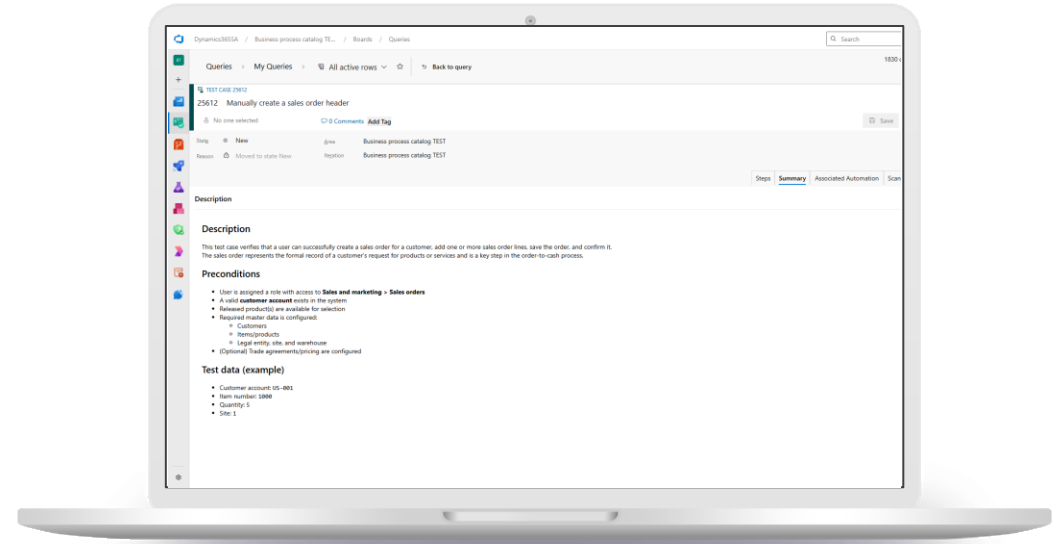 Dynamics365SA / Business process catalog TE... / Boards / Queries
Search
Queries > My Queries > All active rows Back to query
1830
TEST CASE 25612
25612 Manually create a sales order header
No one selected 0 Comments Add Tag
Save
State New Area Business process catalog TEST
Reason Moved to state New Iteration Business process catalog TEST
Steps Summary Associated Automation Scan
Description
Description
This test case verifies that a user can successfully create a sales order for a customer, add one or more sales order lines, save the order, and confirm it.
The sales order represents the formal record of a customer's request for products or services and is a key step in the order-to-cash process.
Preconditions
• User is assigned a role with access to Sales and marketing > Sales orders
• A valid customer account exists in the system
• Released product(s) are available for selection
• Required master data is configured:
○ Customers
○ Items/products
○ Legal entity, site, and warehouse
• (Optional) Trade agreements/pricing are configured
Test data (example)
• Customer account: US-001
• Item number: 1000
• Quantity: 5
• Site: 1